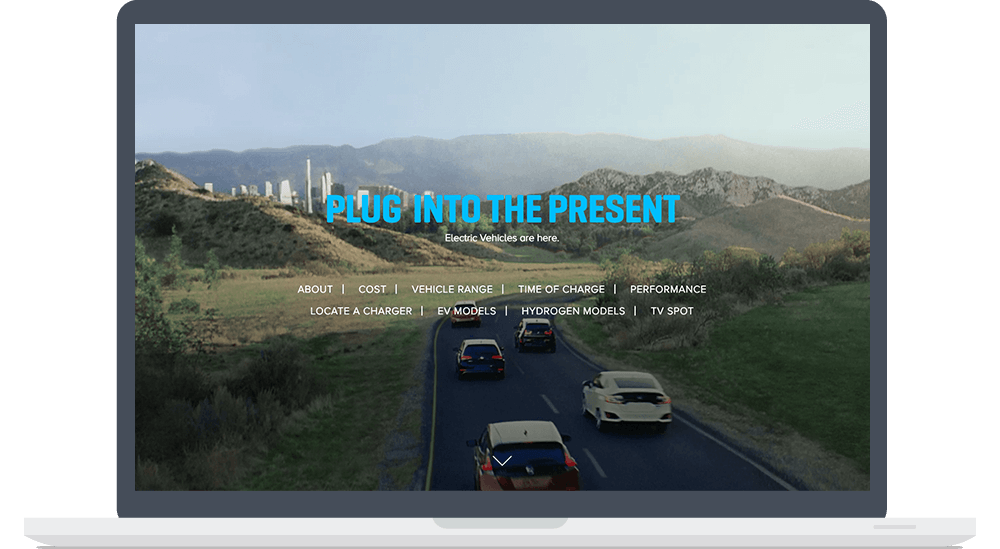 PLUG INTO THE PRESENT
Electric Vehicles are here.
ABOUT | COST | VEHICLE RANGE | TIME OF CHARGE | PERFORMANCE
LOCATE A CHARGER | EV MODELS | HYDROGEN MODELS | TV SPOT